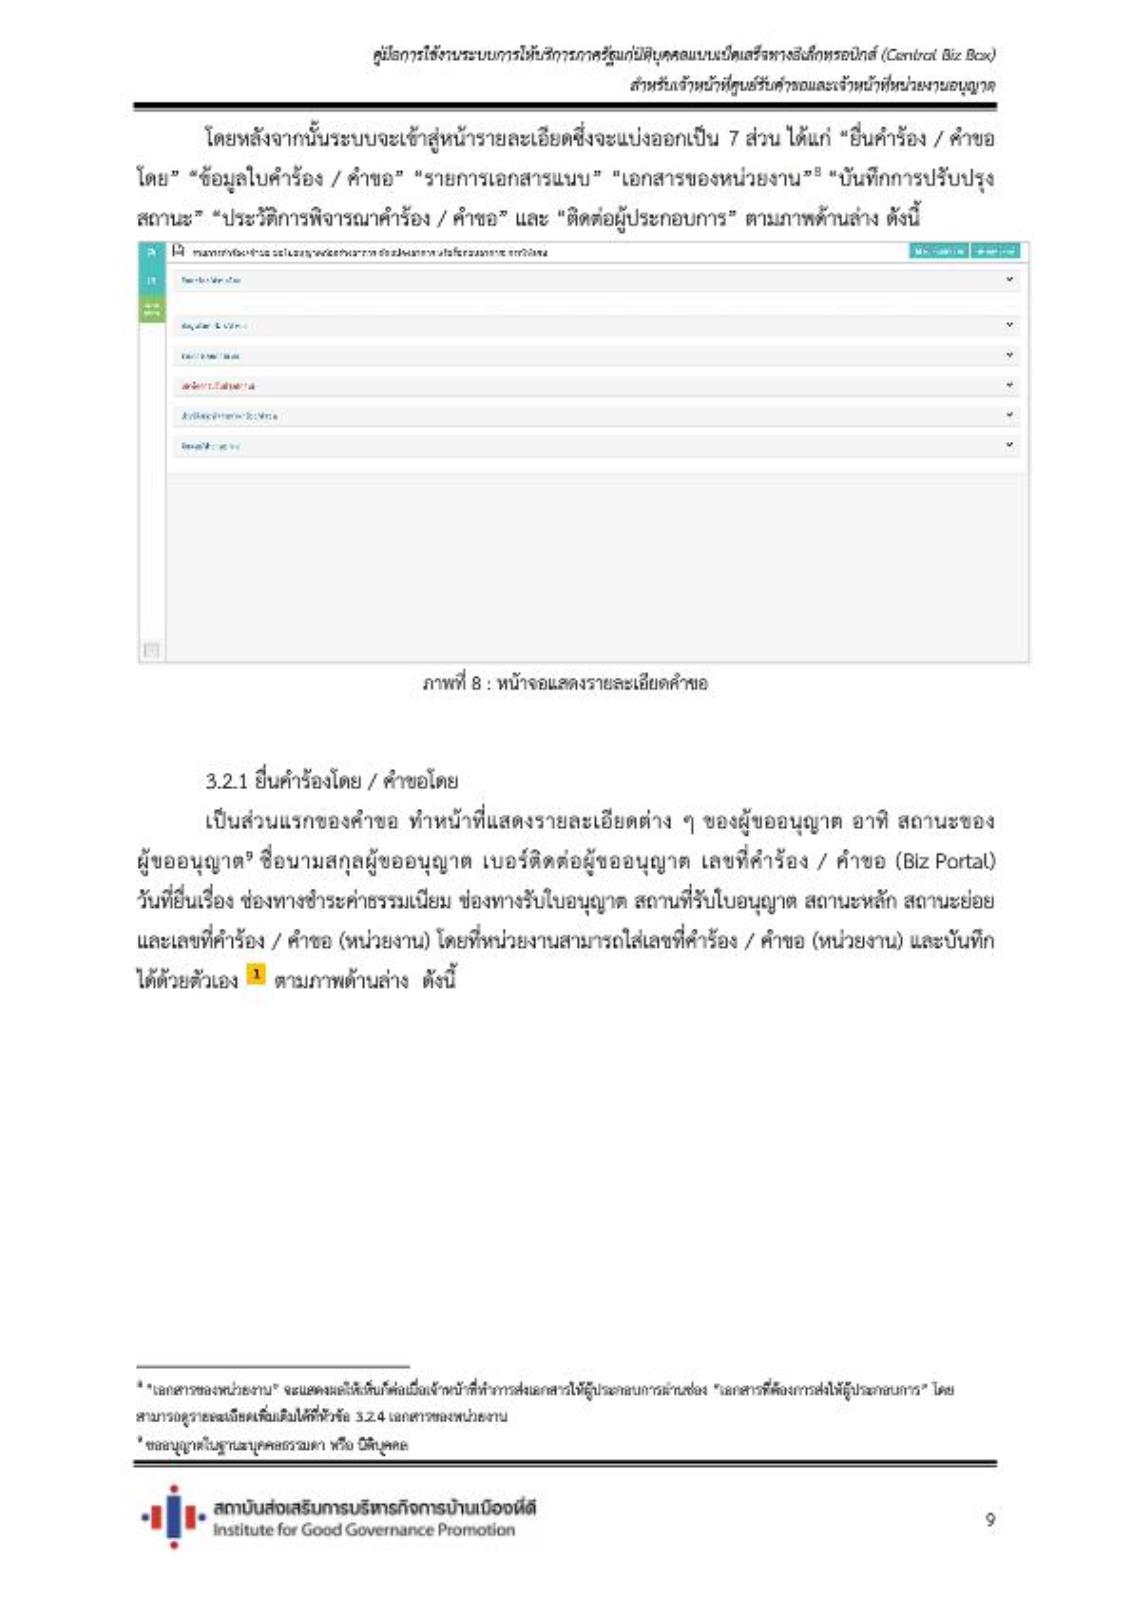 คู่มือการใช้งานระบบการให้บริการภาครัฐแก่นิติบุคคลแบบเบ็ดเสร็จทางอิเล็กทรอนิกส์ (Central Biz Box)
สำหรับเจ้าหน้าที่ศูนย์รับคำขอและเจ้าหน้าที่หน่วยงานอนุญาต
โดยหลังจากนั้นระบบจะเข้าสู่หน้ารายละเอียดซึ่งจะแบ่งออกเป็น 7 ส่วน ได้แก่ “ยื่นคำร้อง / คำขอ
โดย” “ข้อมูลใบคำร้อง / คำขอ” “รายการเอกสารแนบ” “เอกสารของหน่วยงาน”⁸ “บันทึกการปรับปรุง
สถานะ” “ประวัติการพิจารณาคำร้อง / คำขอ” และ “ติดต่อผู้ประกอบการ” ตามภาพด้านล่าง ดังนี้
ภาพที่ 8 : หน้าจอแสดงรายละเอียดคำขอ
3.2.1 ยื่นคำร้องโดย / คำขอโดย
เป็นส่วนแรกของคำขอ ทำหน้าที่แสดงรายละเอียดต่าง ๆ ของผู้ขออนุญาต อาทิ สถานะของ
ผู้ขออนุญาต⁹ ชื่อนามสกุลผู้ขออนุญาต เบอร์ติดต่อผู้ขออนุญาต เลขที่คำร้อง / คำขอ (Biz Portal)
วันที่ยื่นเรื่อง ช่องทางชำระค่าธรรมเนียม ช่องทางรับใบอนุญาต สถานที่รับใบอนุญาต สถานะหลัก สถานะย่อย
และเลขที่คำร้อง / คำขอ (หน่วยงาน) โดยที่หน่วยงานสามารถใส่เลขที่คำร้อง / คำขอ (หน่วยงาน) และบันทึก
ได้ด้วยตัวเอง 1 ตามภาพด้านล่าง ดังนี้
⁸ “เอกสารของหน่วยงาน” จะแสดงผลให้เห็นก็ต่อเมื่อเจ้าหน้าที่ทำการส่งเอกสารให้ผู้ประกอบการผ่านช่อง “เอกสารที่ต้องการส่งให้ผู้ประกอบการ” โดย
สามารถดูรายละเอียดเพิ่มเติมได้ที่หัวข้อ 3.2.4 เอกสารของหน่วยงาน
⁹ ขออนุญาตในฐานะบุคคลธรรมดา หรือ นิติบุคคล
สถาบันส่งเสริมการบริหารกิจการบ้านเมืองที่ดี
Institute for Good Governance Promotion
9